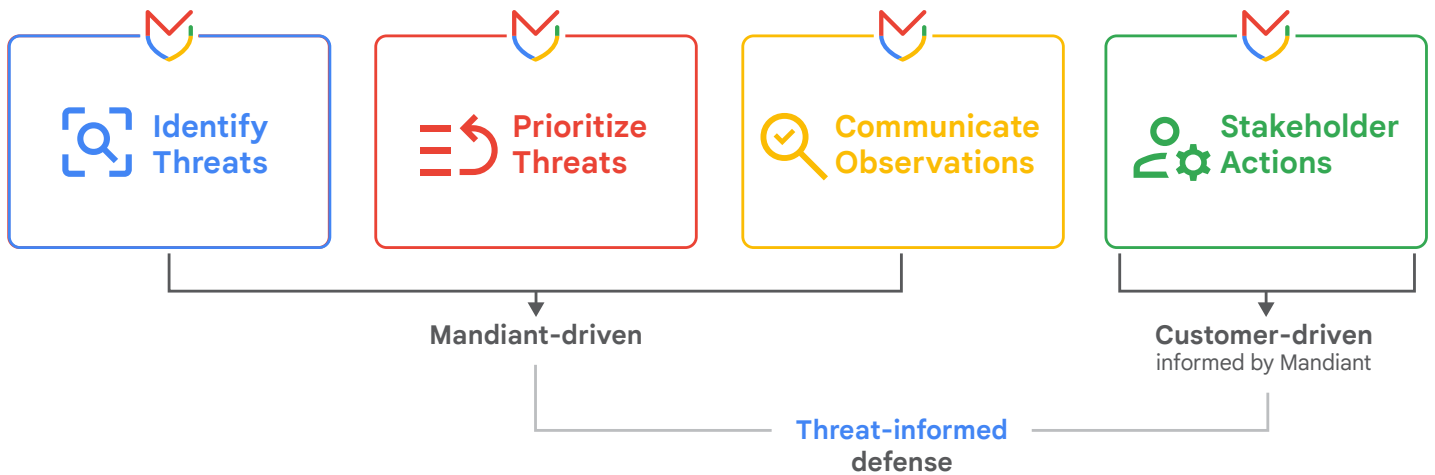 Identify
Threats
Prioritize
Threats
Communicate
Observations
Stakeholder
Actions
Mandiant-driven
Customer-driven
informed by Mandiant
Threat-informed
defense